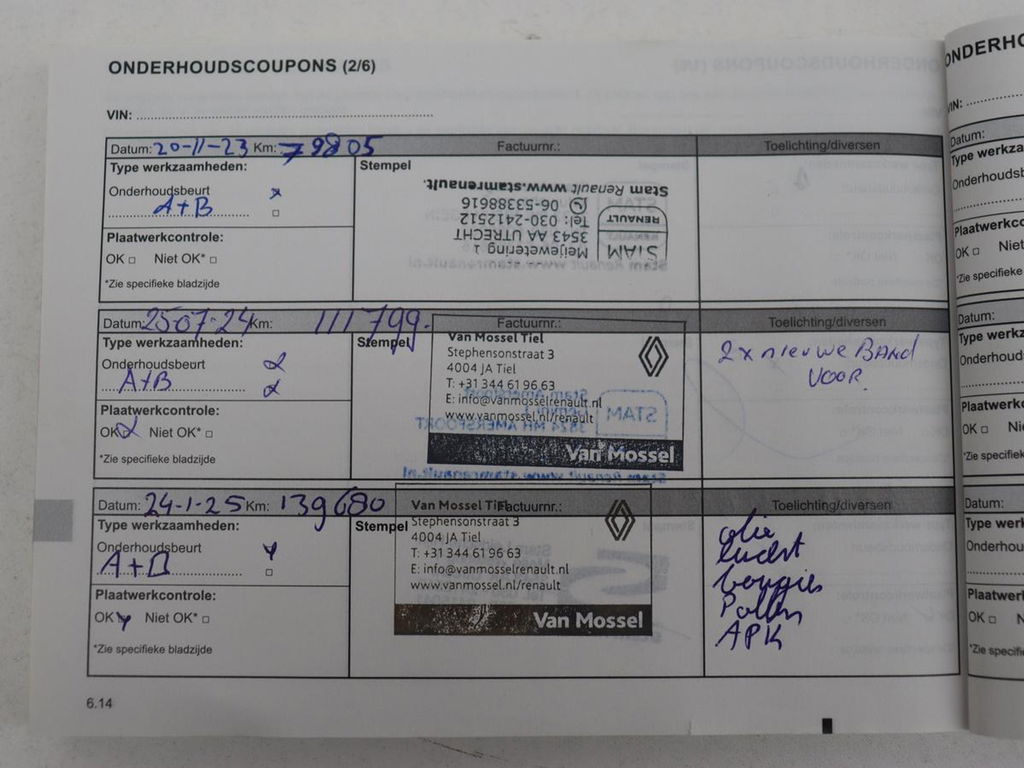 ONDERHOUDSCOUPONS (2/6)
VIN:
Datum: 20-11-23 Km: 79805 Factuurnr.: Toelichting/diversen
Type werkzaamheden: Stempel
Onderhoudsbeurt
A+B
Plaatwerkcontrole:
OK Niet OK*
*Zie specifieke bladzijde
STAM
RENAULT
Meijewetering 1
3543 AA UTRECHT
Tel: 030-2412512
06-53388616
Stam Renault www.stamrenault.nl
Datum: 25-07-24 Km: 111799. Factuurnr.: Toelichting/diversen
Type werkzaamheden: Stempel
Onderhoudsbeurt
A+B
Plaatwerkcontrole:
OK Niet OK*
*Zie specifieke bladzijde
Van Mossel Tiel
Stephensonstraat 3
4004 JA Tiel
T: +31 344 61 96 63
E: info@vanmosselrenault.nl
www.vanmossel.nl/renault
Van Mossel
2x nieuwe BAND
VOOR
Datum: 24-1-25 Km: 139680 Factuurnr.: Toelichting/diversen
Type werkzaamheden: Stempel
Onderhoudsbeurt
A+B
Plaatwerkcontrole:
OK Niet OK*
*Zie specifieke bladzijde
Van Mossel Tiel
Stephensonstraat 3
4004 JA Tiel
T: +31 344 61 96 63
E: info@vanmosselrenault.nl
www.vanmossel.nl/renault
Van Mossel
olie
lucht
bougies
Pollen
APK
6.14
ONDERHO
VIN:
Datum:
Type werkza
Onderhoudsb
Plaatwerkco
OK Niet
*Zie specifieke
Datum:
Type werkza
Onderhouds
Plaatwerkc
OK Ni
*Zie specifie
Datum:
Type werk
Onderhou
Plaatwer
OK
*Zie specifi